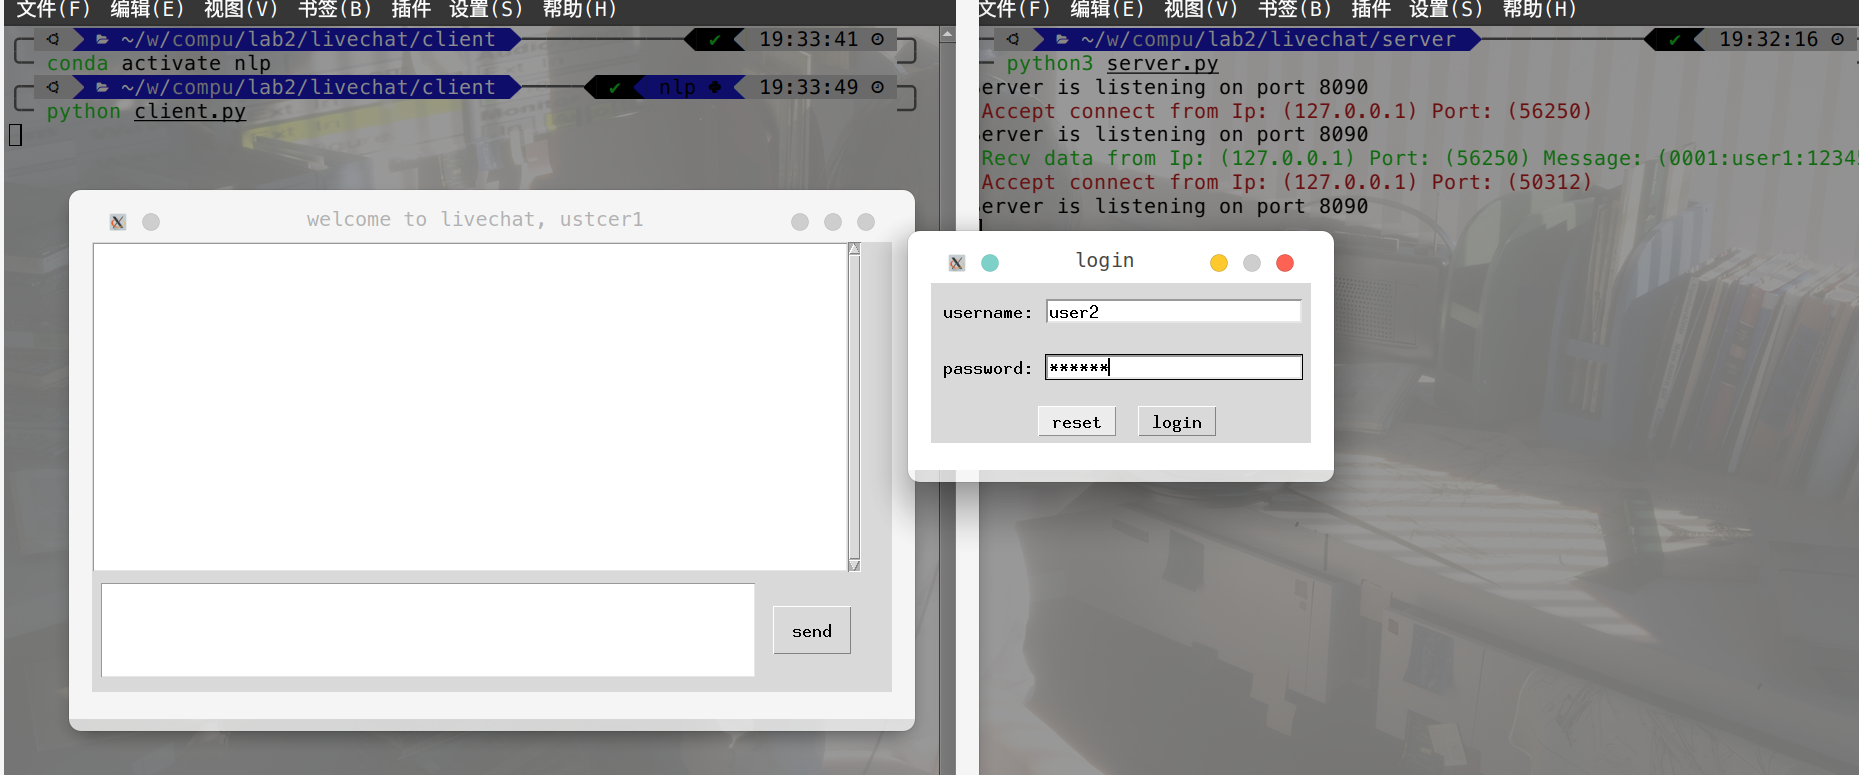 文件(F) 编辑(E) 视图(V) 书签(B) 插件 设置(S) 帮助(H)
~/w/compu/lab2/livechat/client ✔ 19:33:41
conda activate nlp
~/w/compu/lab2/livechat/client ✔ nlp 19:33:49
python client.py
welcome to livechat, ustcer1
send
文件(F) 编辑(E) 视图(V) 书签(B) 插件 设置(S) 帮助(H)
~/w/compu/lab2/livechat/server ✔ 19:32:16
python3 server.py
erver is listening on port 8090
Accept connect from Ip: (127.0.0.1) Port: (56250)
erver is listening on port 8090
Recv data from Ip: (127.0.0.1) Port: (56250) Message: (0001:user1:1234
Accept connect from Ip: (127.0.0.1) Port: (50312)
erver is listening on port 8090
login
username: user2
password: ******
reset login